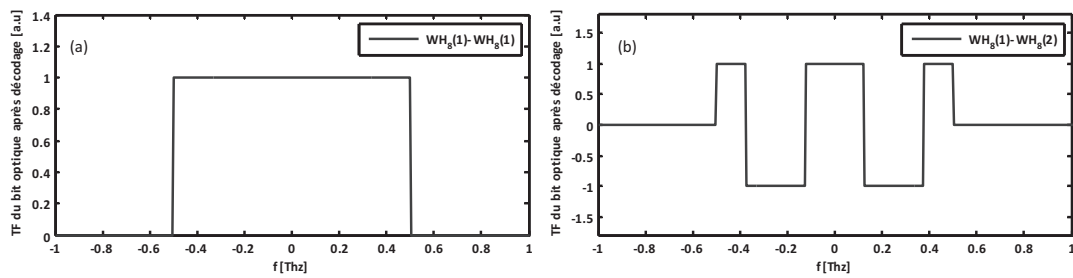 TF du bit optique après décodage [a.u]
1.4
1.2
1
0.8
0.6
0.4
0.2
0
(a)
WH₈(1)-WH₈(1)
-1 -0.8 -0.6 -0.4 -0.2 0 0.2 0.4 0.6 0.8 1
f [Thz]
TF du bit optique après décodage [a.u]
1.5
1
0.5
0
-0.5
-1
-1.5
(b)
WH₈(1)-WH₈(2)
-1 -0.8 -0.6 -0.4 -0.2 0 0.2 0.4 0.6 0.8 1
f [Thz]